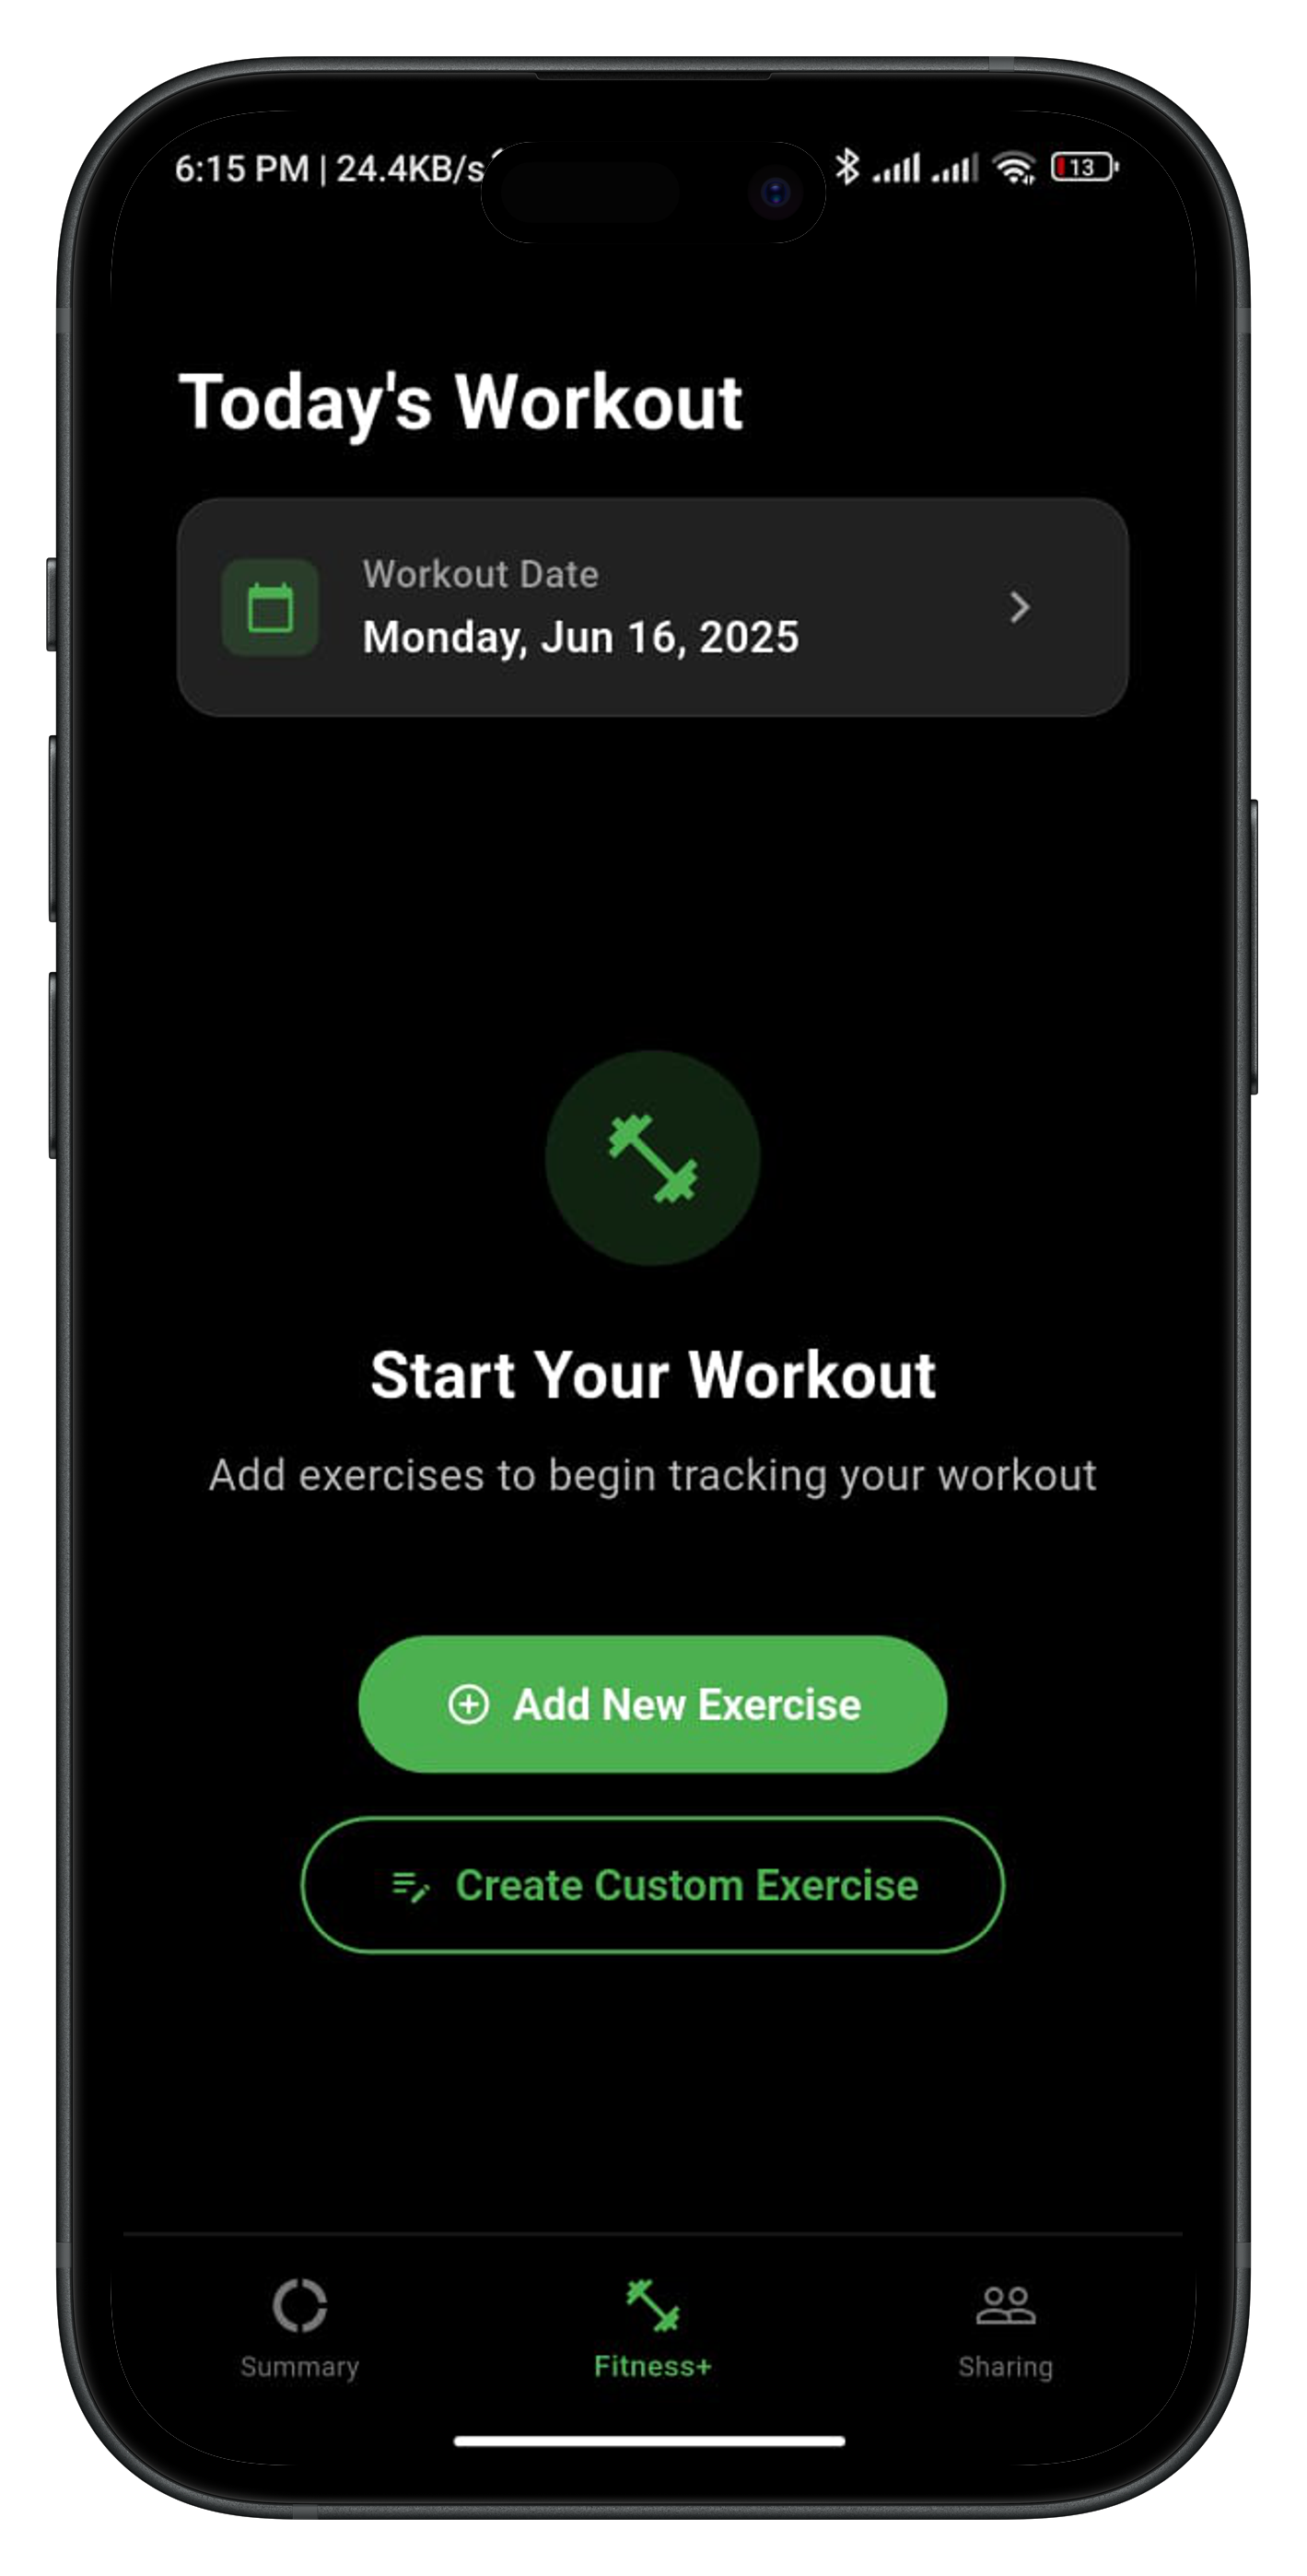 6:15 PM | 24.4KB/s
13
Today's Workout
Workout Date
Monday, Jun 16, 2025
Start Your Workout
Add exercises to begin tracking your workout
Add New Exercise
Create Custom Exercise
Summary
Fitness+
Sharing